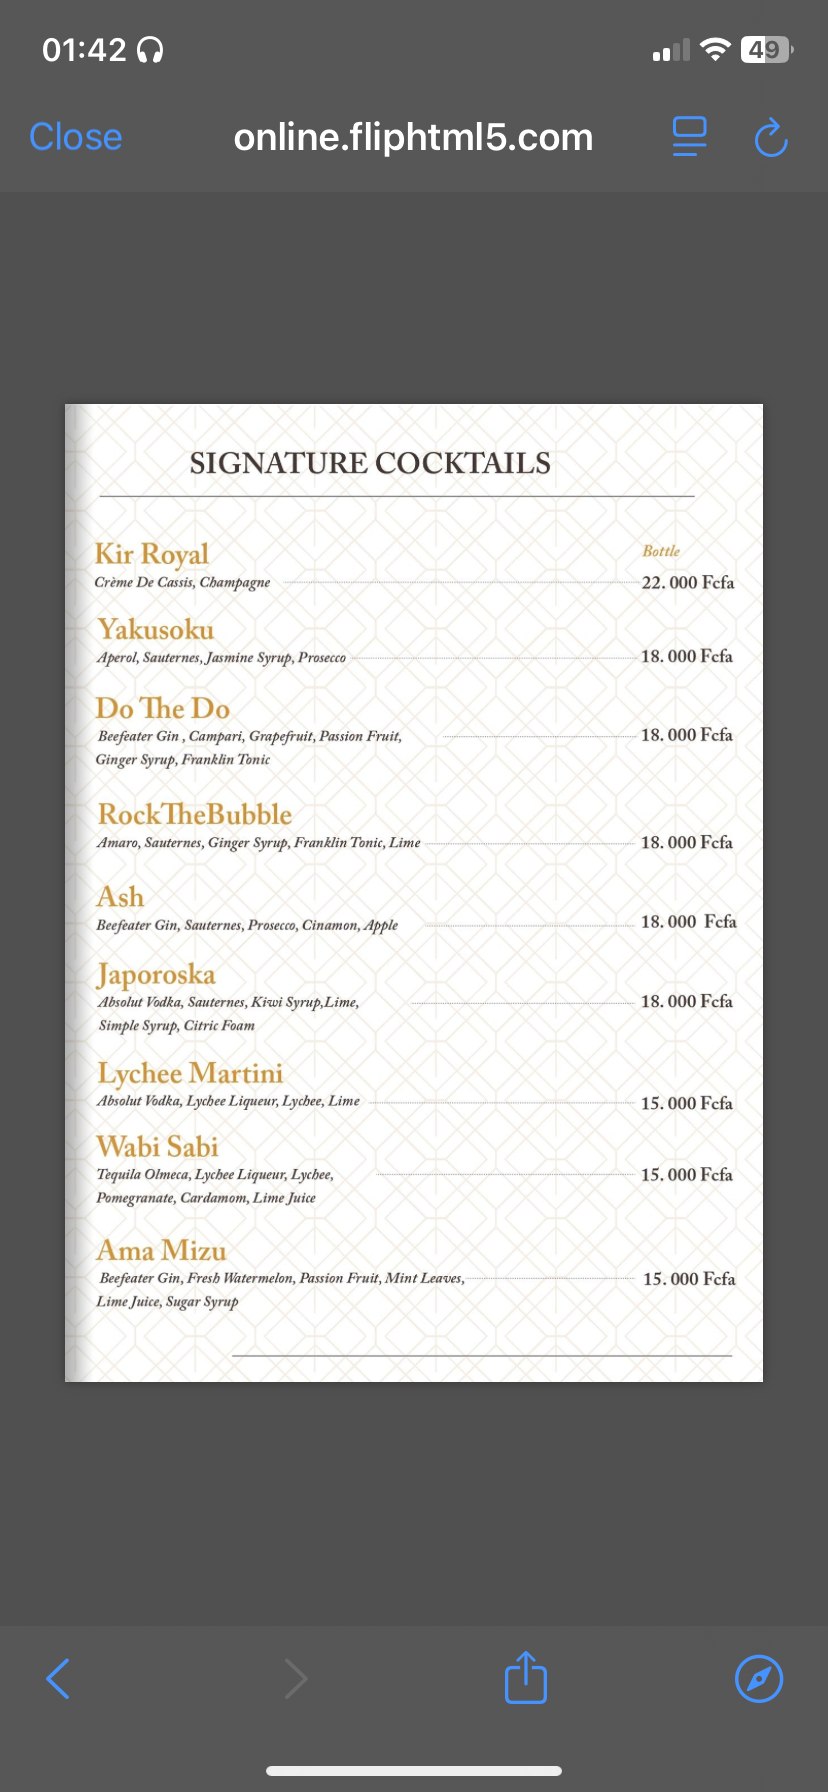 01:42
49
Close
online.fliphtml5.com
SIGNATURE COCKTAILS
Kir Royal
Bottle
Crème De Cassis, Champagne 22. 000 Fcfa
Yakusoku
Aperol, Sauternes, Jasmine Syrup, Prosecco 18. 000 Fcfa
Do The Do
Beefeater Gin , Campari, Grapefruit, Passion Fruit, 18. 000 Fcfa
Ginger Syrup, Franklin Tonic
RockTheBubble
Amaro, Sauternes, Ginger Syrup, Franklin Tonic, Lime 18. 000 Fcfa
Ash
Beefeater Gin, Sauternes, Prosecco, Cinamon, Apple 18. 000 Fcfa
Japoroska
Absolut Vodka, Sauternes, Kiwi Syrup,Lime, 18. 000 Fcfa
Simple Syrup, Citric Foam
Lychee Martini
Absolut Vodka, Lychee Liqueur, Lychee, Lime 15. 000 Fcfa
Wabi Sabi
Tequila Olmeca, Lychee Liqueur, Lychee, 15. 000 Fcfa
Pomegranate, Cardamom, Lime Juice
Ama Mizu
Beefeater Gin, Fresh Watermelon, Passion Fruit, Mint Leaves, 15. 000 Fcfa
Lime Juice, Sugar Syrup